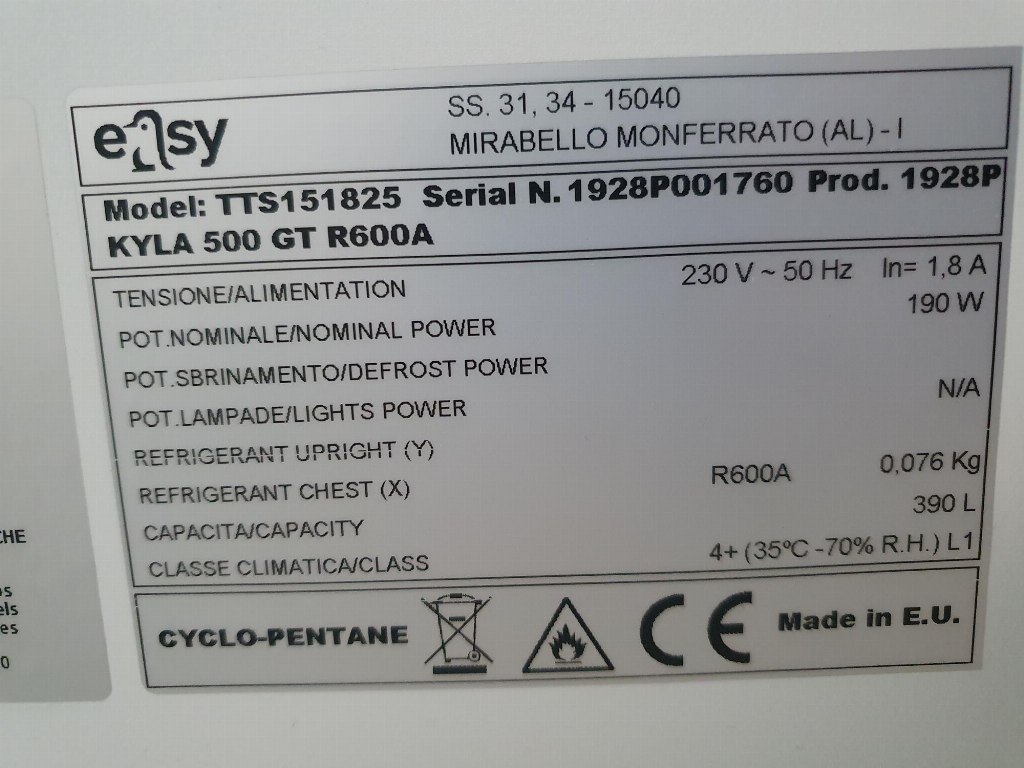 easy
SS. 31, 34 - 15040
MIRABELLO MONFERRATO (AL) - I
Model: TTS151825 Serial N. 1928P001760 Prod. 1928P
KYLA 500 GT R600A
TENSIONE/ALIMENTATION 230 V ~ 50 Hz In= 1,8 A
POT.NOMINALE/NOMINAL POWER 190 W
POT.SBRINAMENTO/DEFROST POWER
POT.LAMPADE/LIGHTS POWER N/A
REFRIGERANT UPRIGHT (Y)
REFRIGERANT CHEST (X) R600A 0,076 Kg
CAPACITA/CAPACITY 390 L
CLASSE CLIMATICA/CLASS 4+ (35ºC -70% R.H.) L1
CYCLO-PENTANE CE Made in E.U.